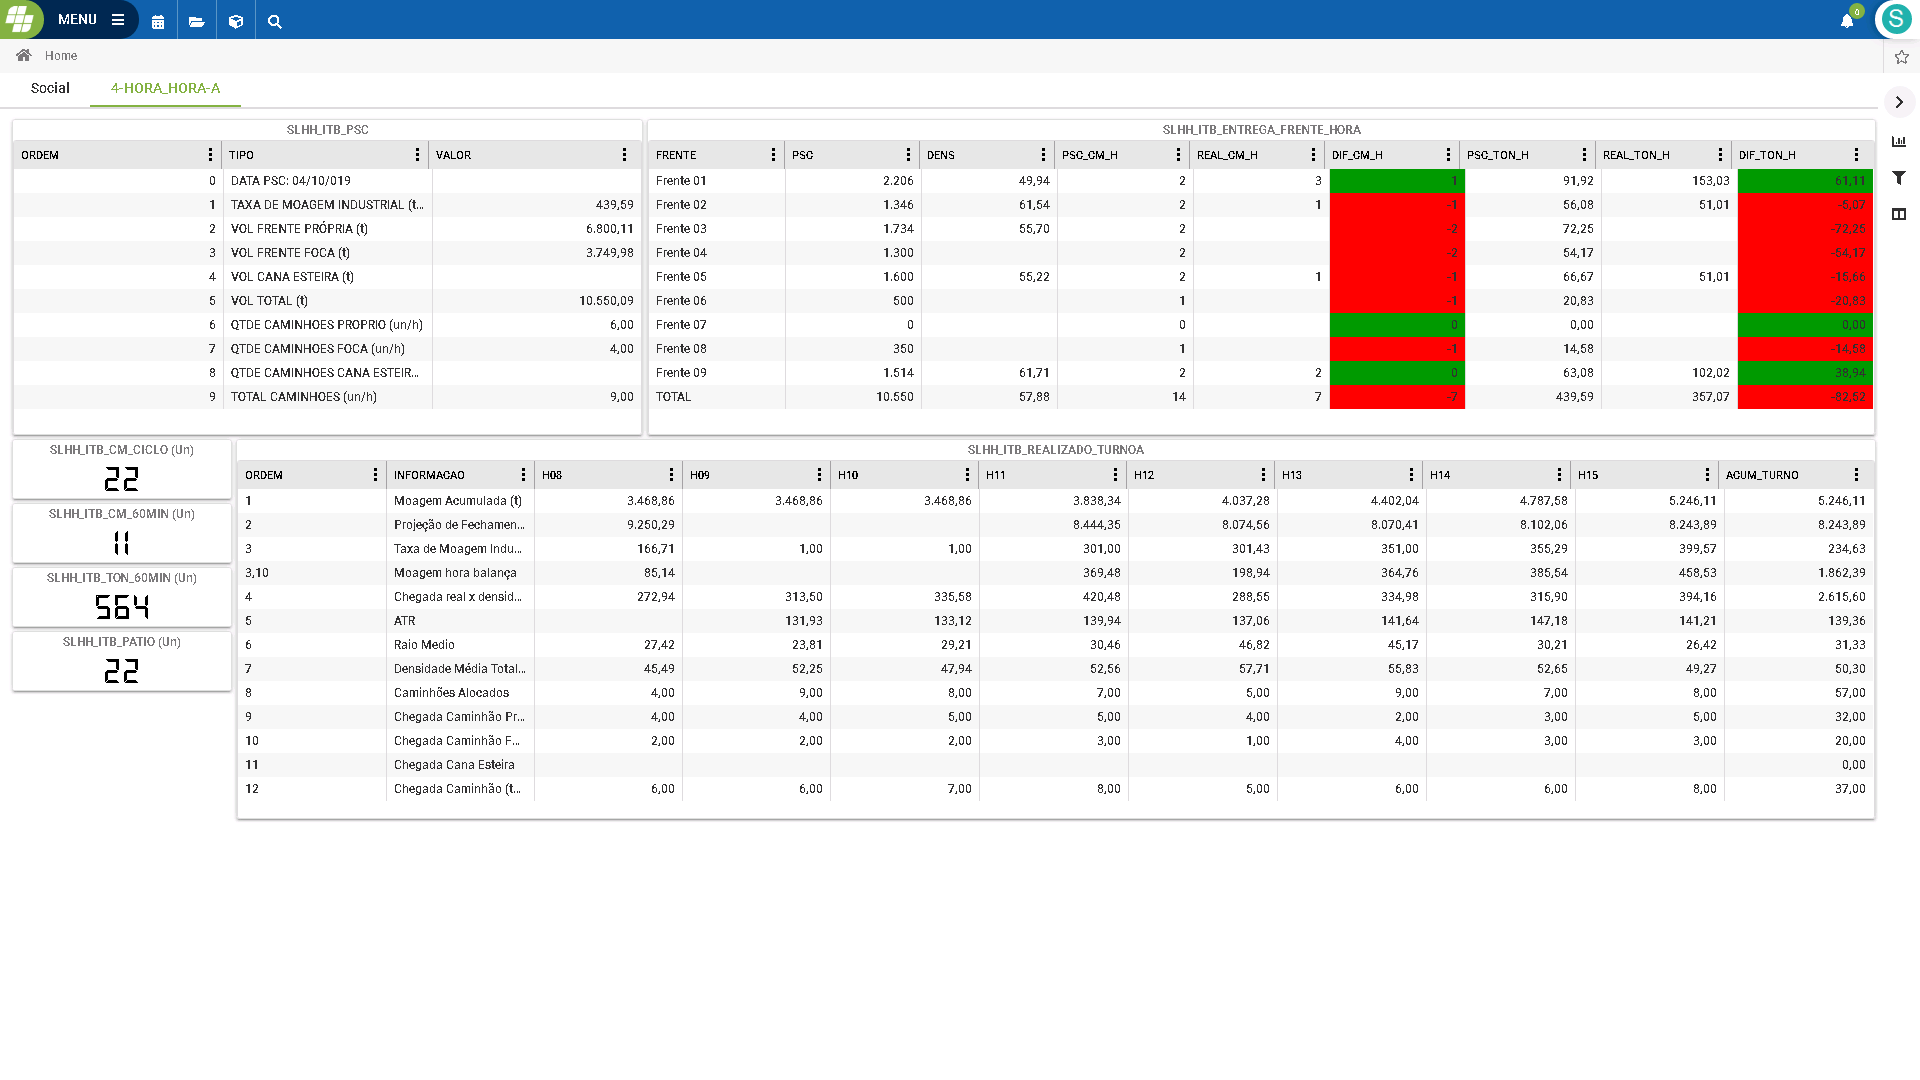 MENU
0
S
Home
Social
4-HORA_HORA-A
SLHH_ITB_PSC
ORDEM TIPO VALOR
0 DATA PSC: 04/10/019
1 TAXA DE MOAGEM INDUSTRIAL (t... 439,59
2 VOL FRENTE PRÓPRIA (t) 6.800,11
3 VOL FRENTE FOCA (t) 3.749,98
4 VOL CANA ESTEIRA (t)
5 VOL TOTAL (t) 10.550,09
6 QTDE CAMINHOES PROPRIO (un/h) 6,00
7 QTDE CAMINHOES FOCA (un/h) 4,00
8 QTDE CAMINHOES CANA ESTEIR...
9 TOTAL CAMINHOES (un/h) 9,00
SLHH_ITB_ENTREGA_FRENTE_HORA
FRENTE PSC DENS PSC_CM_H REAL_CM_H DIF_CM_H PSC_TON_H REAL_TON_H DIF_TON_H
Frente 01 2.206 49,94 2 3 1 91,92 153,03 61,11
Frente 02 1.346 61,54 2 1 -1 56,08 51,01 -5,07
Frente 03 1.734 55,70 2 -2 72,25 -72,25
Frente 04 1.300 2 -2 54,17 -54,17
Frente 05 1.600 55,22 2 1 -1 66,67 51,01 -15,66
Frente 06 500 1 -1 20,83 -20,83
Frente 07 0 0 0 0,00 0,00
Frente 08 350 1 -1 14,58 -14,58
Frente 09 1.514 61,71 2 2 0 63,08 102,02 38,94
TOTAL 10.550 57,88 14 7 -7 439,59 357,07 -82,52
SLHH_ITB_CM_CICLO (Un)
22
SLHH_ITB_CM_60MIN (Un)
11
SLHH_ITB_TON_60MIN (Un)
564
SLHH_ITB_PATIO (Un)
22
SLHH_ITB_REALIZADO_TURNOA
ORDEM INFORMACAO H08 H09 H10 H11 H12 H13 H14 H15 ACUM_TURNO
1 Moagem Acumulada (t) 3.468,86 3.468,86 3.468,86 3.838,34 4.037,28 4.402,04 4.787,58 5.246,11 5.246,11
2 Projeção de Fechamen... 9.250,29 8.444,35 8.074,56 8.070,41 8.102,06 8.243,89 8.243,89
3 Taxa de Moagem Indu... 166,71 1,00 1,00 301,00 301,43 351,00 355,29 399,57 234,63
3,10 Moagem hora balança 85,14 369,48 198,94 364,76 385,54 458,53 1.862,39
4 Chegada real x densid... 272,94 313,50 335,58 420,48 288,55 334,98 315,90 394,16 2.615,60
5 ATR 131,93 133,12 139,94 137,06 141,64 147,18 141,21 139,36
6 Raio Medio 27,42 23,81 29,21 30,46 46,82 45,17 30,21 26,42 31,33
7 Densidade Média Total... 45,49 52,25 47,94 52,56 57,71 55,83 52,65 49,27 50,30
8 Caminhões Alocados 4,00 9,00 8,00 7,00 5,00 9,00 7,00 8,00 57,00
9 Chegada Caminhão Pr... 4,00 4,00 5,00 5,00 4,00 2,00 3,00 5,00 32,00
10 Chegada Caminhão F... 2,00 2,00 2,00 3,00 1,00 4,00 3,00 3,00 20,00
11 Chegada Cana Esteira 0,00
12 Chegada Caminhão (t... 6,00 6,00 7,00 8,00 5,00 6,00 6,00 8,00 37,00